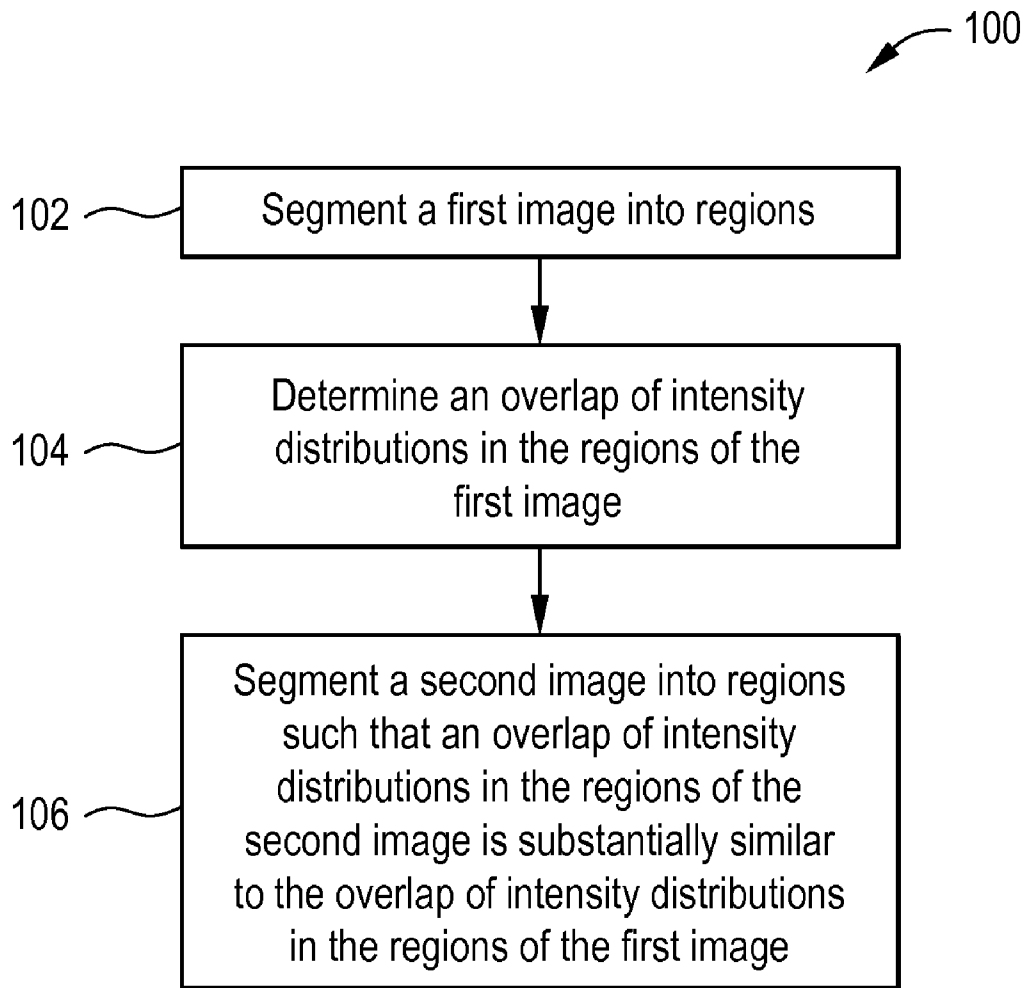 100
102
Segment a first image into regions
104
Determine an overlap of intensity
distributions in the regions of the
first image
106
Segment a second image into regions
such that an overlap of intensity
distributions in the regions of the
second image is substantially similar
to the overlap of intensity distributions
in the regions of the first image